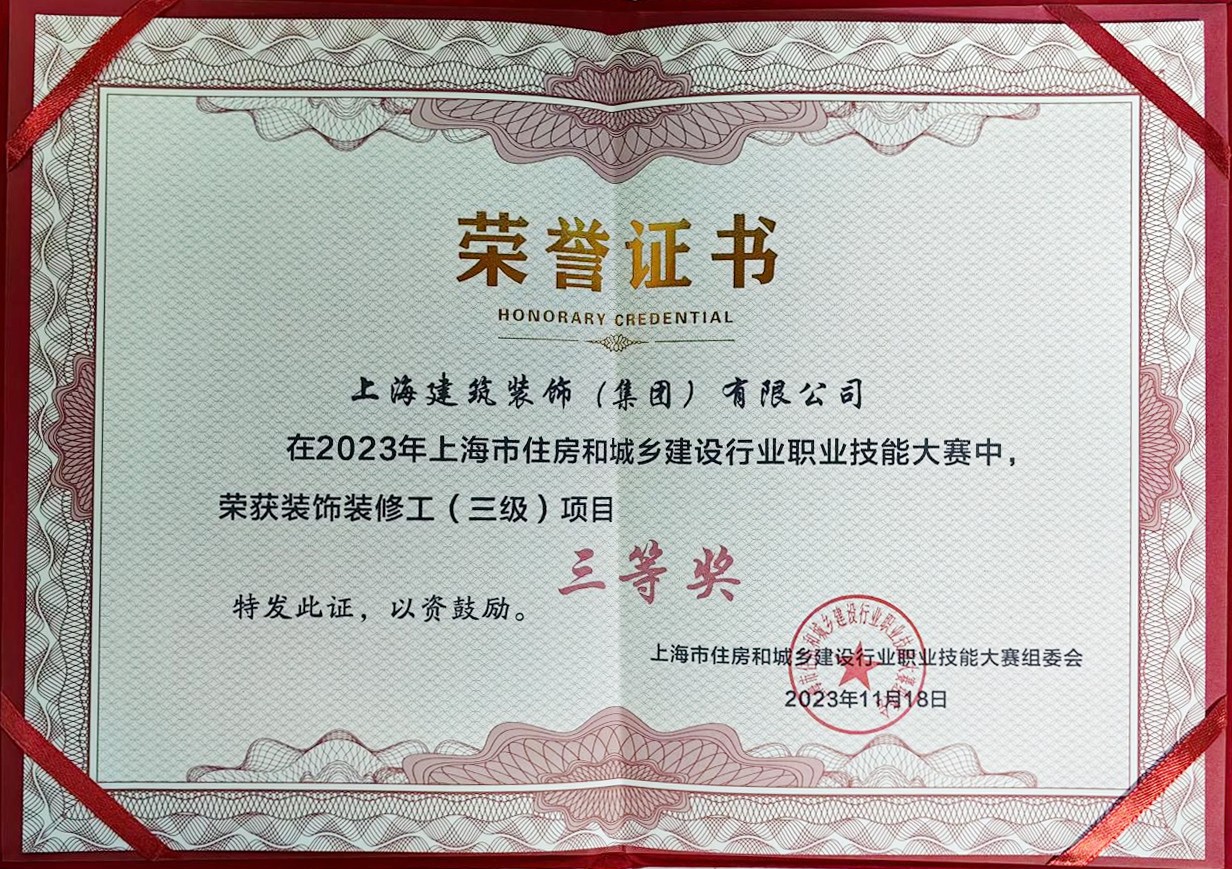 荣誉证书
HONORARY CREDENTIAL
上海建筑装饰（集团）有限公司
在2023年上海市住房和城乡建设行业职业技能大赛中，
荣获装饰装修工（三级）项目
三等奖
特发此证，以资鼓励。
上海市住房和城乡建设行业职业技能大赛组委会
2023年11月18日